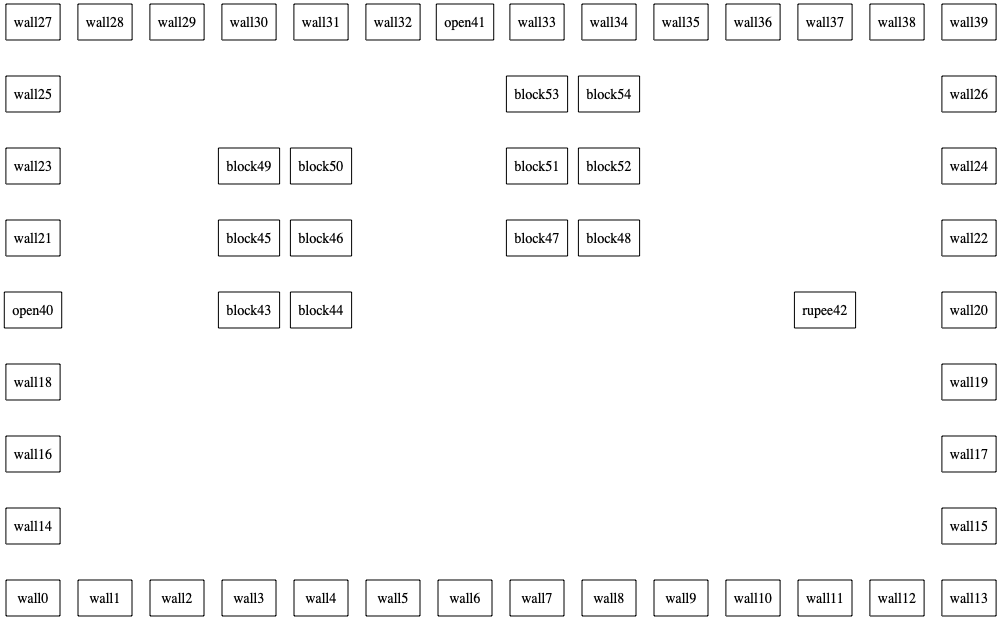 wall27 wall28 wall29 wall30 wall31 wall32 open41 wall33 wall34 wall35 wall36 wall37 wall38 wall39
wall25 block53 block54 wall26
wall23 block49 block50 block51 block52 wall24
wall21 block45 block46 block47 block48 wall22
open40 block43 block44 rupee42 wall20
wall18 wall19
wall16 wall17
wall14 wall15
wall0 wall1 wall2 wall3 wall4 wall5 wall6 wall7 wall8 wall9 wall10 wall11 wall12 wall13